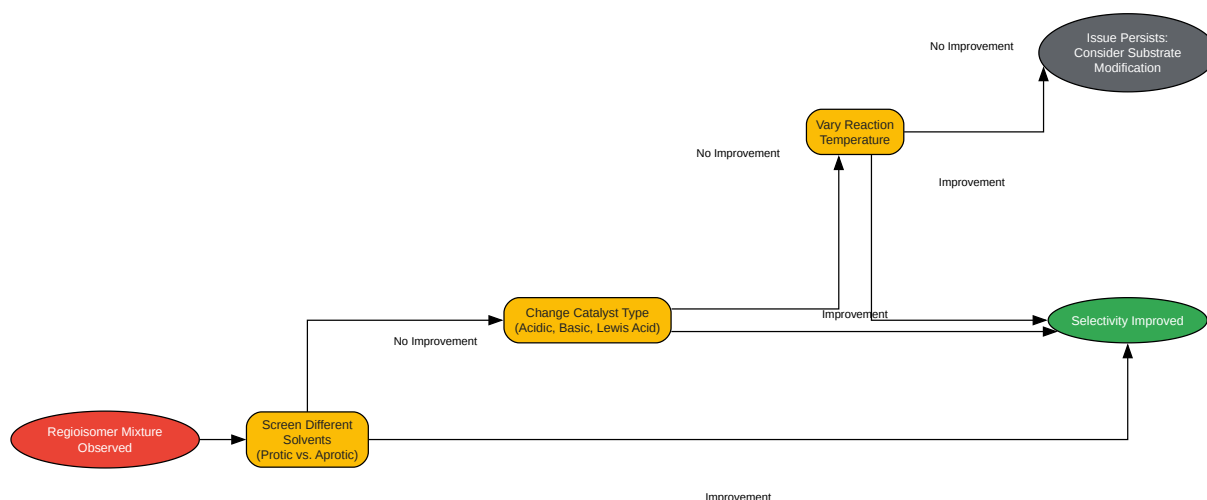 No Improvement
Issue Persists:
Consider Substrate
Modification
Vary Reaction
Temperature
No Improvement
Improvement
Change Catalyst Type
(Acidic, Basic, Lewis Acid)
Improvement
Selectivity Improved
No Improvement
Regioisomer Mixture
Observed
Screen Different
Solvents
(Protic vs. Aprotic)
Improvement